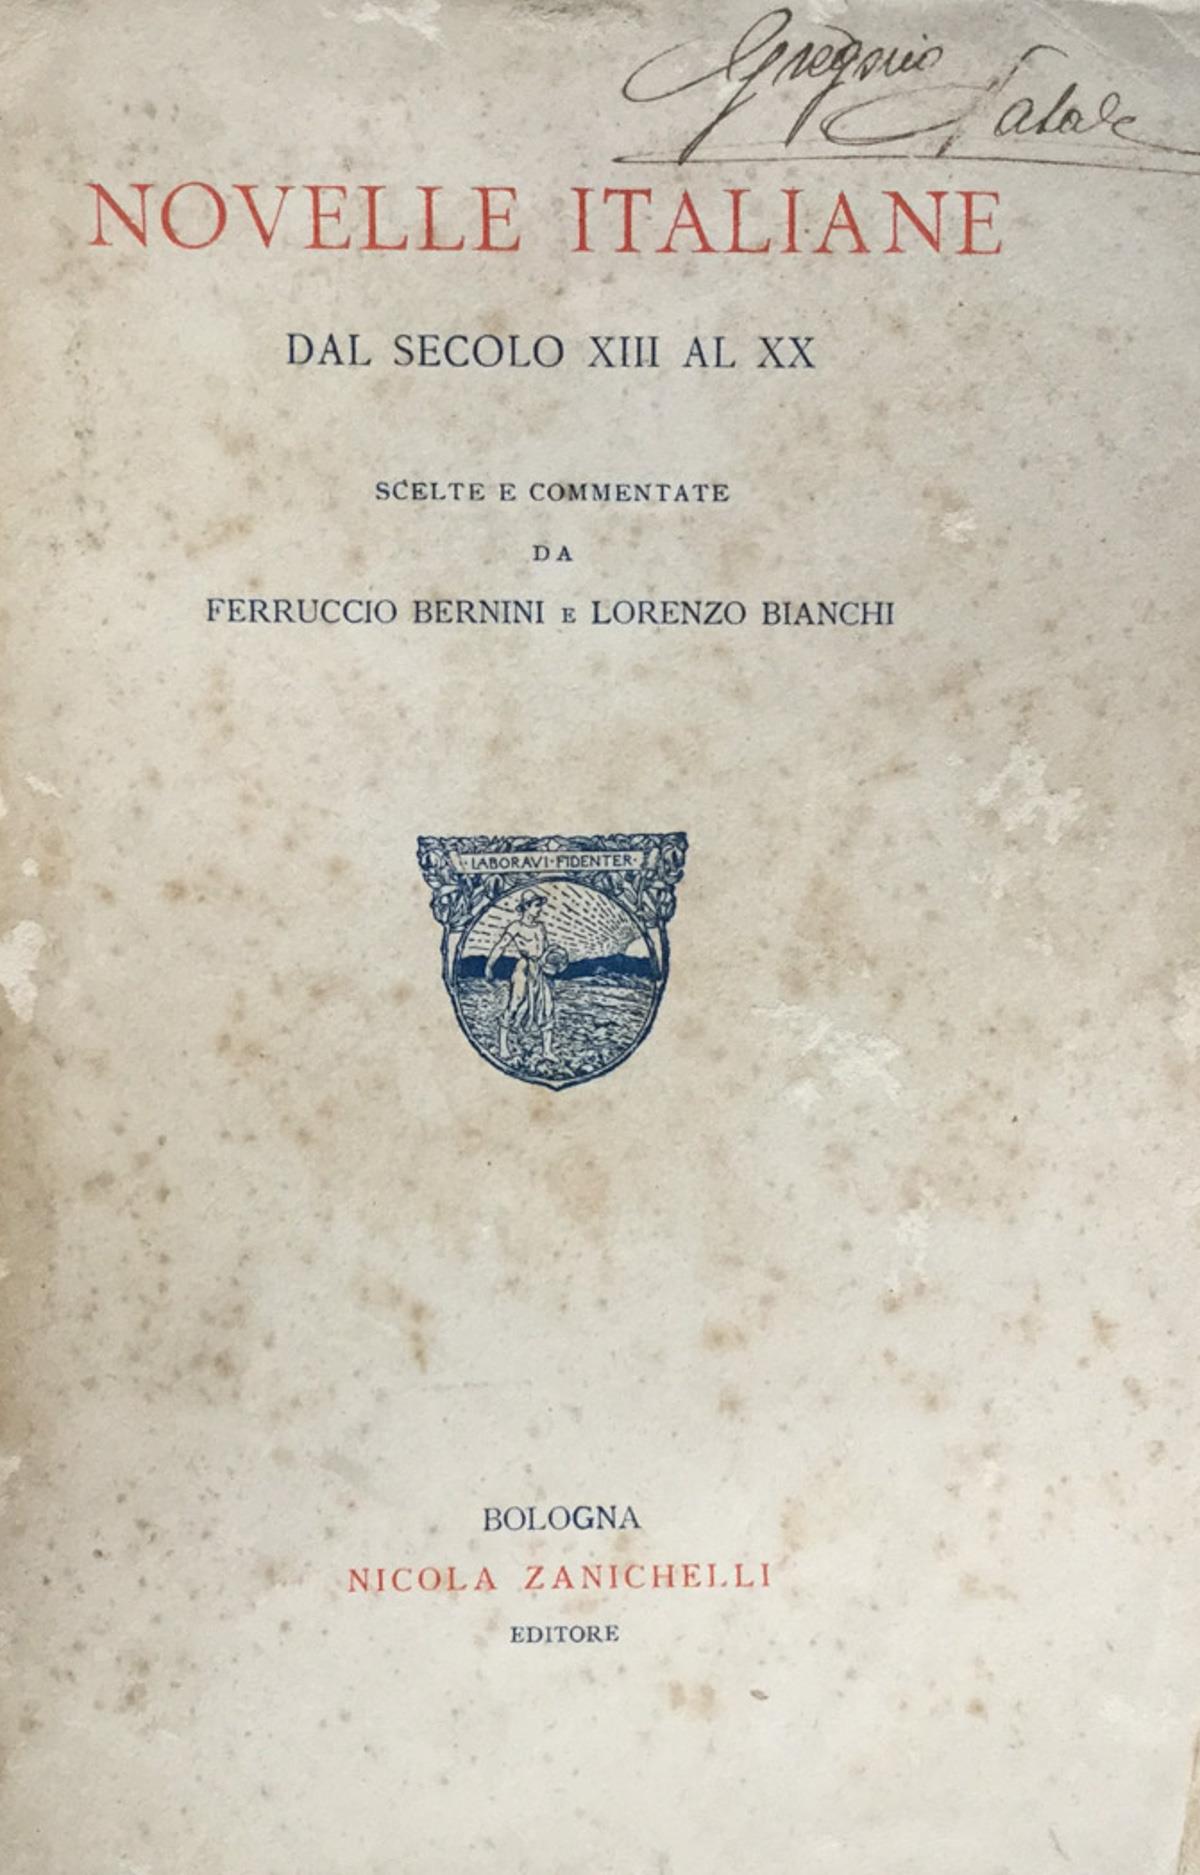 Gregorio
Natale
NOVELLE ITALIANE
DAL SECOLO XIII AL XX
SCELTE E COMMENTATE
DA
FERRUCCIO BERNINI E LORENZO BIANCHI
·LABORAVI·FIDENTER·
BOLOGNA
NICOLA ZANICHELLI
EDITORE